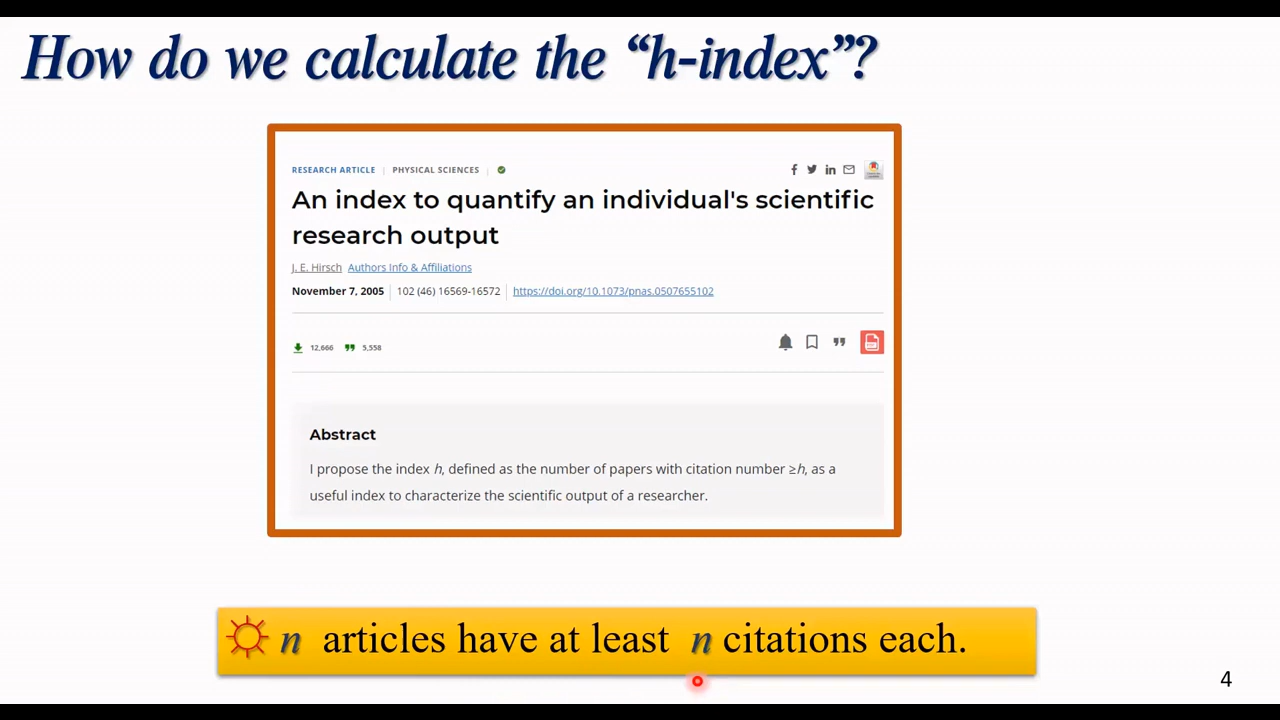 How do we calculate the “h-index”?
RESEARCH ARTICLE | PHYSICAL SCIENCES |
An index to quantify an individual's scientific
research output
J. E. Hirsch Authors Info & Affiliations
November 7, 2005 | 102 (46) 16569-16572 | https://doi.org/10.1073/pnas.0507655102
12,666 5,558
Abstract
I propose the index h, defined as the number of papers with citation number ≥h, as a
useful index to characterize the scientific output of a researcher.
n articles have at least n citations each.
4